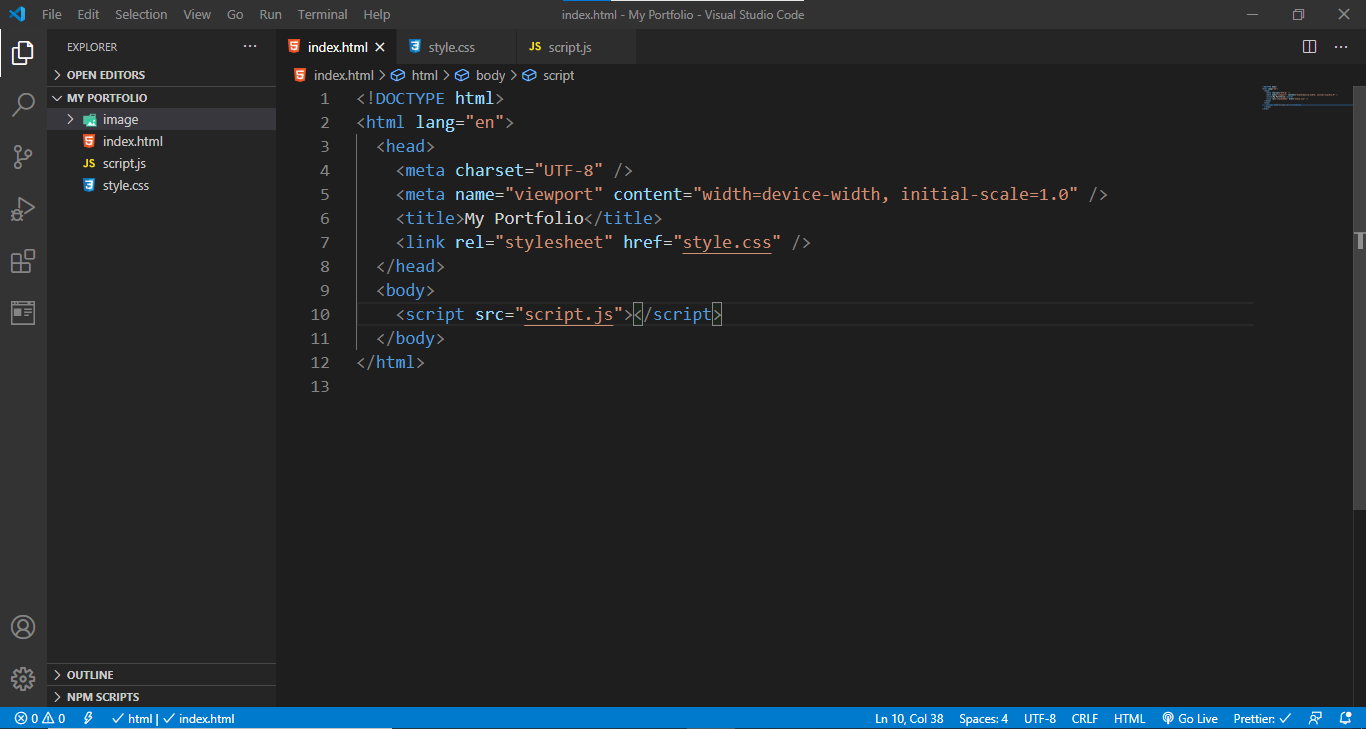 File Edit Selection View Go Run Terminal Help
index.html - My Portfolio - Visual Studio Code
EXPLORER
OPEN EDITORS
MY PORTFOLIO
image
index.html
JS script.js
style.css
OUTLINE
NPM SCRIPTS
index.html style.css JS script.js
index.html > html > body > script
1 <!DOCTYPE html>
2 <html lang="en">
3 <head>
4 <meta charset="UTF-8" />
5 <meta name="viewport" content="width=device-width, initial-scale=1.0" />
6 <title>My Portfolio</title>
7 <link rel="stylesheet" href="style.css" />
8 </head>
9 <body>
10 <script src="script.js"></script>
11 </body>
12 </html>
13
0 0 html | index.html Ln 10, Col 38 Spaces: 4 UTF-8 CRLF HTML Go Live Prettier: